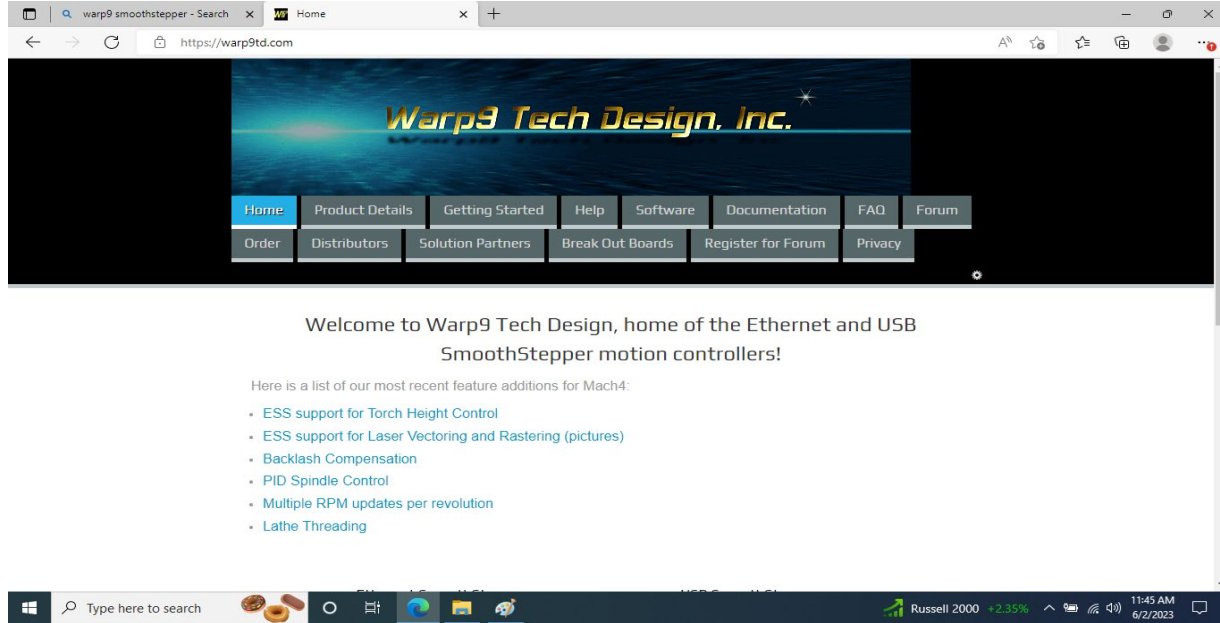 warp9 smoothstepper - Search
Home
https://warp9td.com
Warp9 Tech Design, Inc.
Home Product Details Getting Started Help Software Documentation FAQ Forum
Order Distributors Solution Partners Break Out Boards Register for Forum Privacy
Welcome to Warp9 Tech Design, home of the Ethernet and USB
SmoothStepper motion controllers!
Here is a list of our most recent feature additions for Mach4:
ESS support for Torch Height Control
ESS support for Laser Vectoring and Rastering (pictures)
Backlash Compensation
PID Spindle Control
Multiple RPM updates per revolution
Lathe Threading
Type here to search
Russell 2000 +2.35%
11:45 AM
6/2/2023